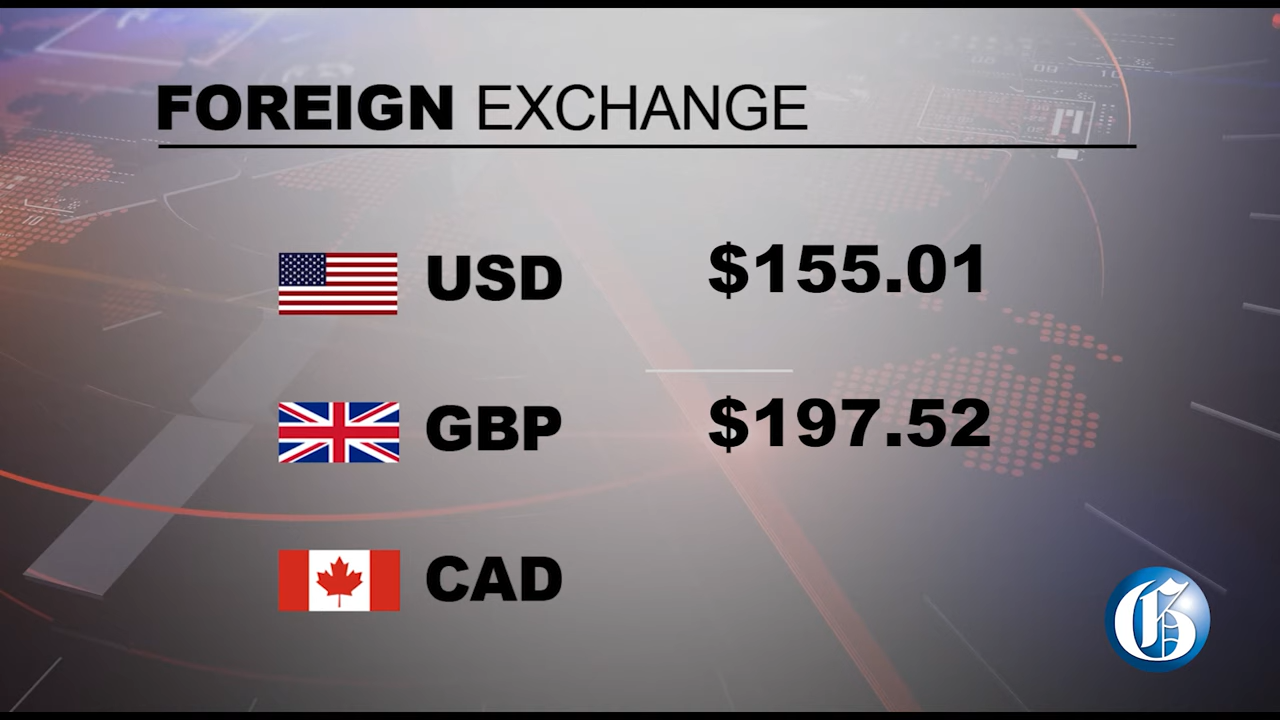 FOREIGN EXCHANGE
USD $155.01
GBP $197.52
CAD
G